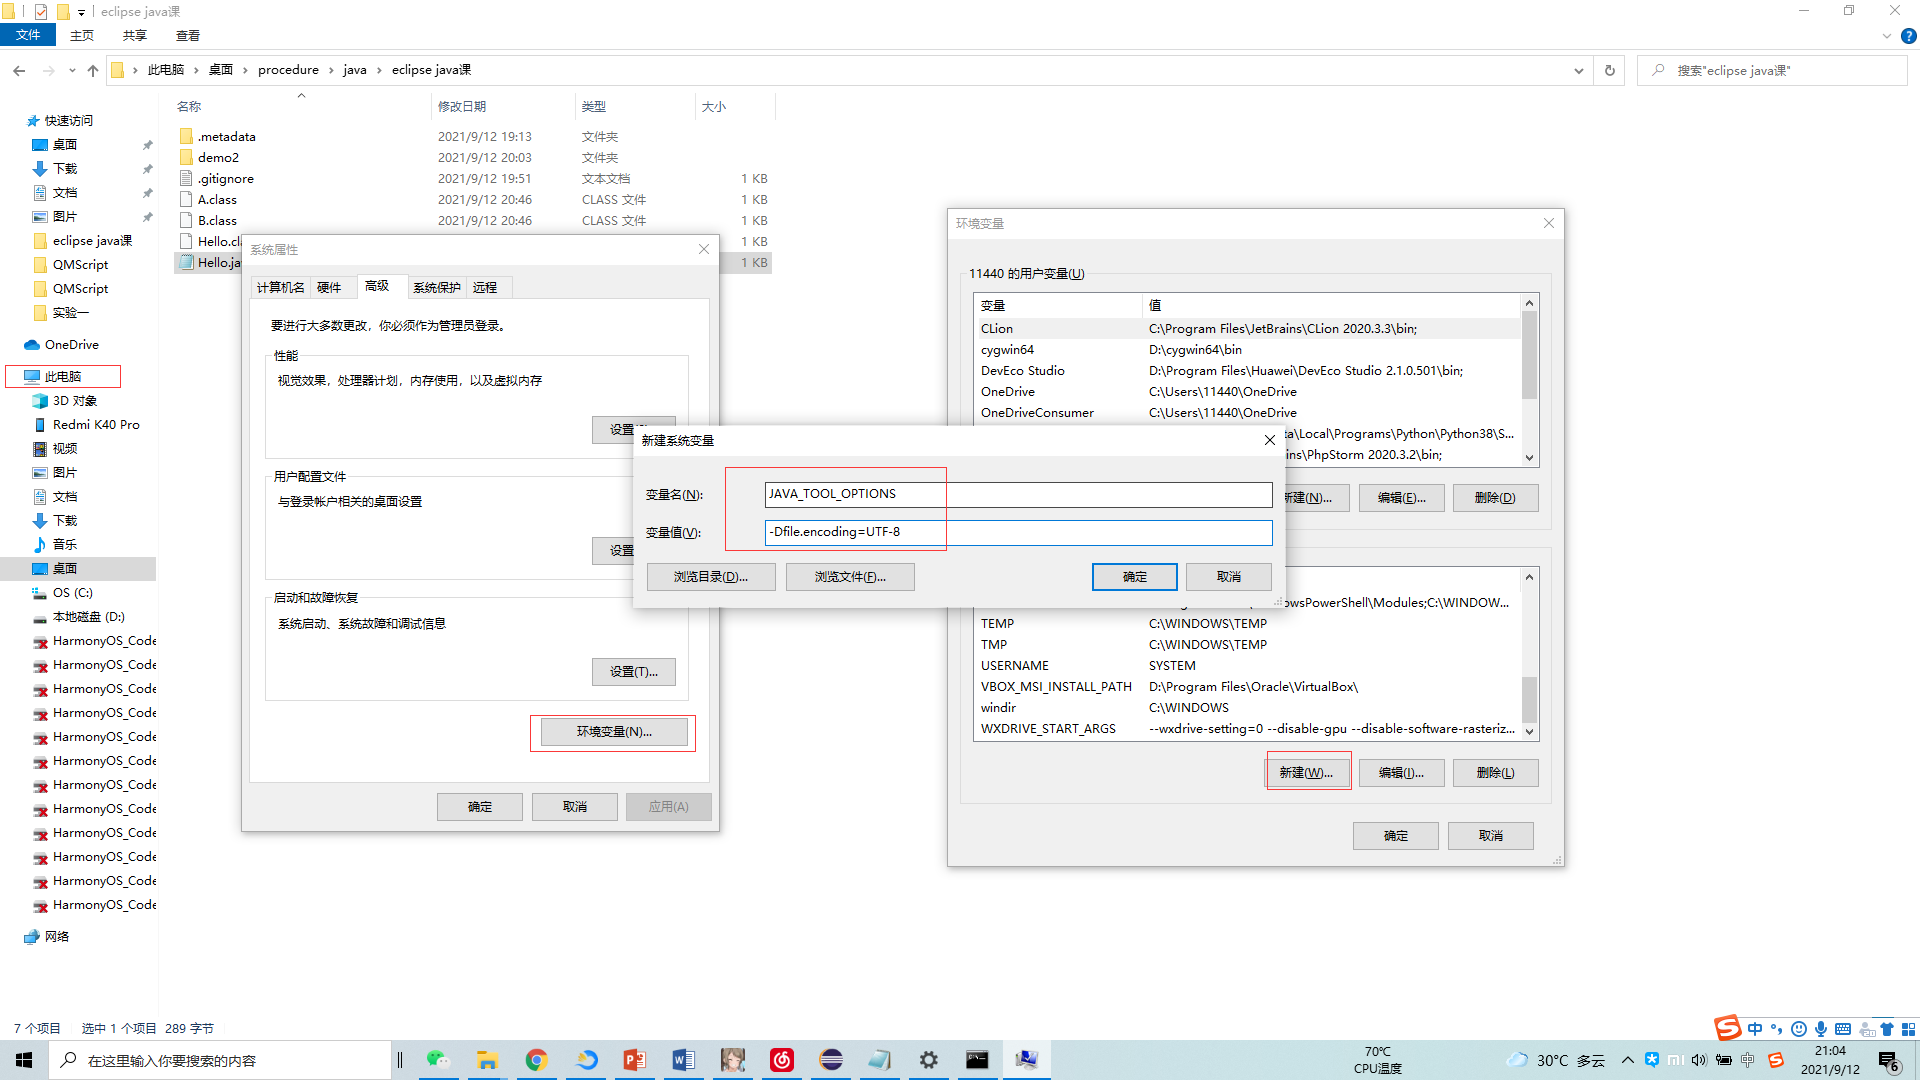 eclipse java课
文件 主页 共享 查看
此电脑 › 桌面 › procedure › java › eclipse java课
搜索"eclipse java课"
快速访问
桌面
下载
文档
图片
eclipse java课
QMScript
QMScript
实验一
OneDrive
此电脑
3D 对象
Redmi K40 Pro
视频
图片
文档
下载
音乐
桌面
OS (C:)
本地磁盘 (D:)
HarmonyOS_Code
HarmonyOS_Code
HarmonyOS_Code
HarmonyOS_Code
HarmonyOS_Code
HarmonyOS_Code
HarmonyOS_Code
HarmonyOS_Code
HarmonyOS_Code
HarmonyOS_Code
HarmonyOS_Code
HarmonyOS_Code
网络
名称 修改日期 类型 大小
.metadata 2021/9/12 19:13 文件夹
demo2 2021/9/12 20:03 文件夹
.gitignore 2021/9/12 19:51 文本文档 1 KB
A.class 2021/9/12 20:46 CLASS 文件 1 KB
B.class 2021/9/12 20:46 CLASS 文件 1 KB
Hello.cla 1 KB
Hello.ja 1 KB
系统属性
计算机名 硬件 高级 系统保护 远程
要进行大多数更改，你必须作为管理员登录。
性能
视觉效果，处理器计划，内存使用，以及虚拟内存
设置
用户配置文件
与登录帐户相关的桌面设置
设置
启动和故障恢复
系统启动、系统故障和调试信息
设置(T)...
环境变量(N)...
确定 取消 应用(A)
新建系统变量
变量名(N): JAVA_TOOL_OPTIONS
变量值(V): -Dfile.encoding=UTF-8
浏览目录(D)... 浏览文件(F)... 确定 取消
环境变量
11440 的用户变量(U)
变量 值
CLion C:\Program Files\JetBrains\CLion 2020.3.3\bin;
cygwin64 D:\cygwin64\bin
DevEco Studio D:\Program Files\Huawei\DevEco Studio 2.1.0.501\bin;
OneDrive C:\Users\11440\OneDrive
OneDriveConsumer C:\Users\11440\OneDrive
ta\Local\Programs\Python\Python38\S...
ins\PhpStorm 2020.3.2\bin;
新建(N)... 编辑(E)... 删除(D)
owsPowerShell\Modules;C:\WINDOW...
TEMP C:\WINDOWS\TEMP
TMP C:\WINDOWS\TEMP
USERNAME SYSTEM
VBOX_MSI_INSTALL_PATH D:\Program Files\Oracle\VirtualBox\
windir C:\WINDOWS
WXDRIVE_START_ARGS --wxdrive-setting=0 --disable-gpu --disable-software-rasteriz...
新建(W)... 编辑(I)... 删除(L)
确定 取消
7 个项目 选中 1 个项目 289 字节
中
在这里输入你要搜索的内容
70℃
CPU温度
30°C 多云
中
21:04
2021/9/12
6